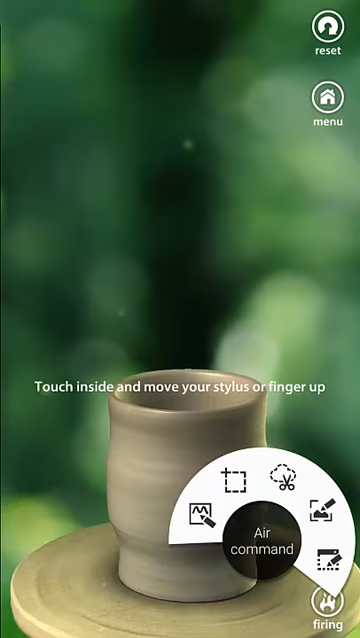 reset
menu
Touch inside and move your stylus or finger up
Air
command
firing